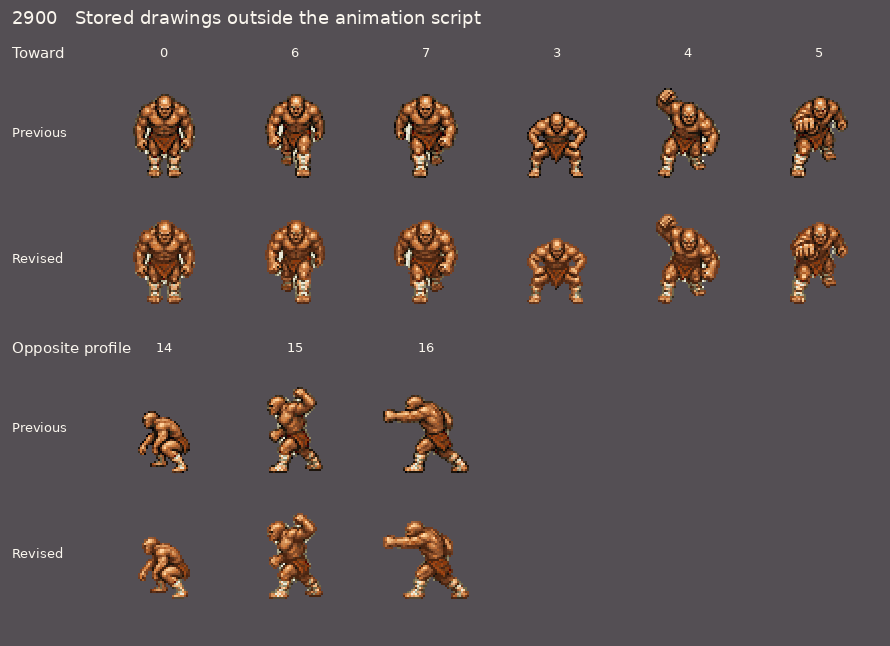 2900 Stored drawings outside the animation script
Toward 0 6 7 3 4 5
Previous
Revised
Opposite profile 14 15 16
Previous
Revised